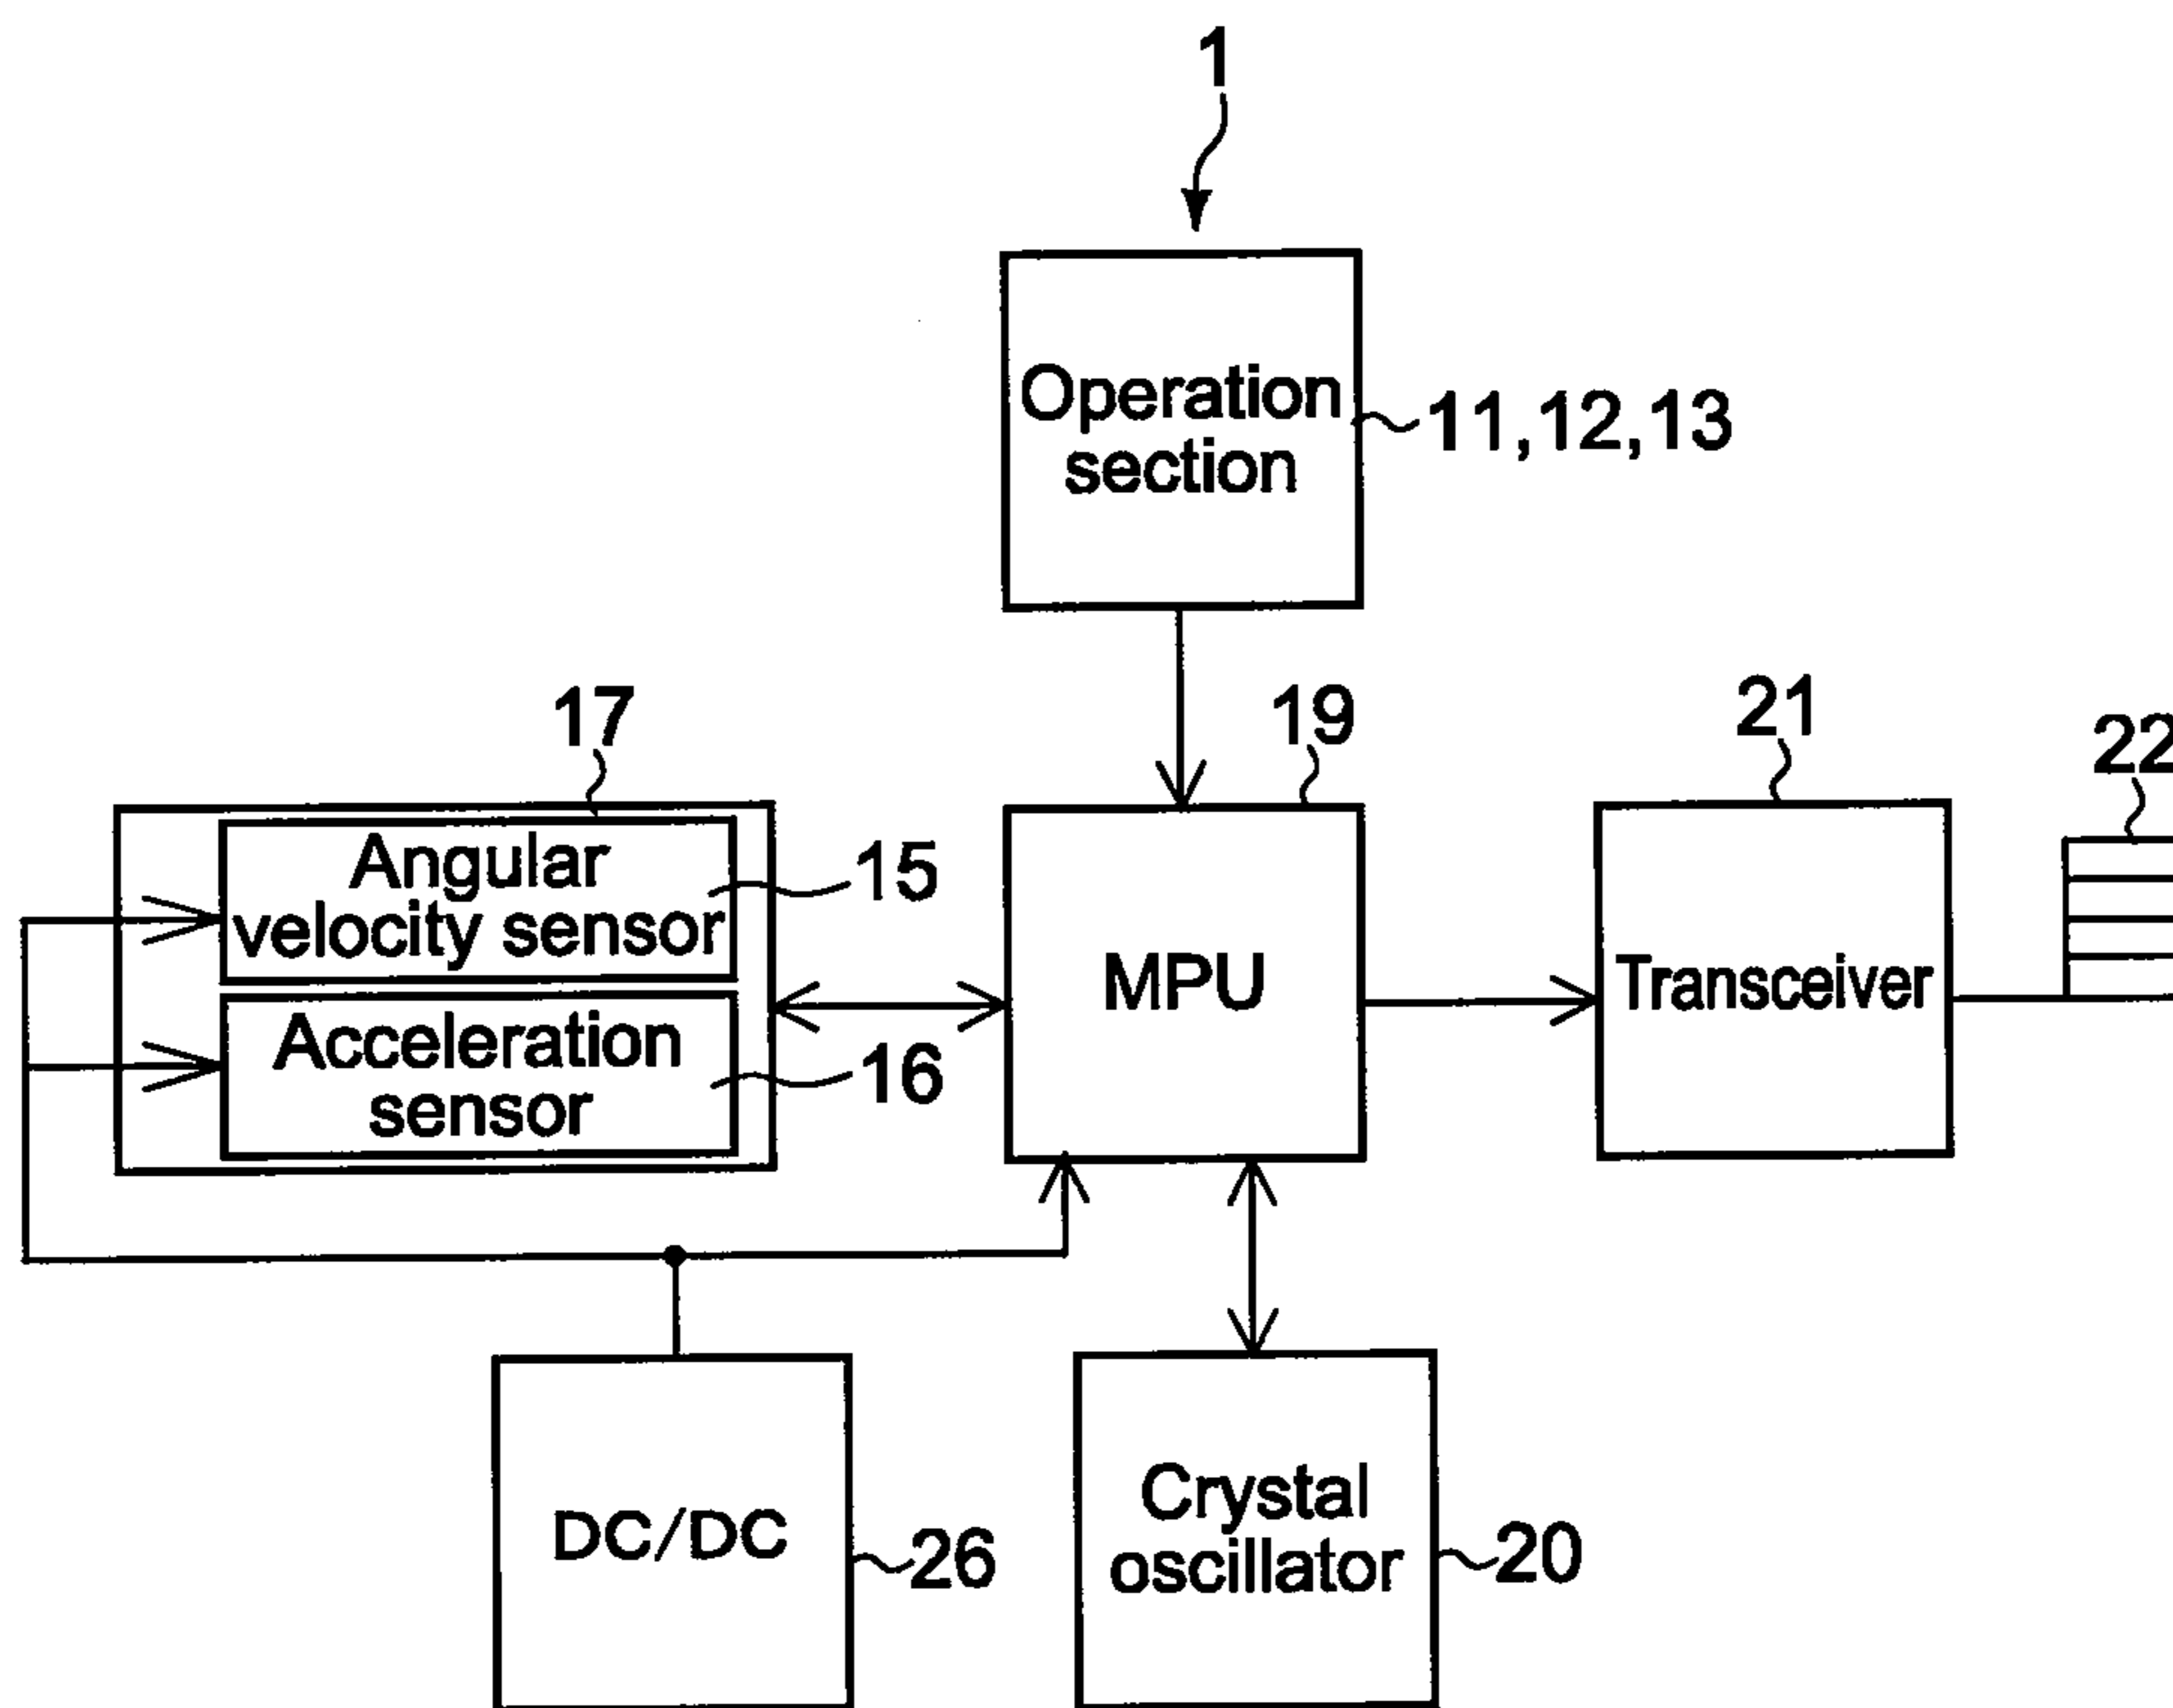 1
Operation
section
11,12,13
17
19
21
22
Angular
velocity sensor
15
MPU
Transceiver
Acceleration
sensor
16
DC/DC
26
Crystal
oscillator
20